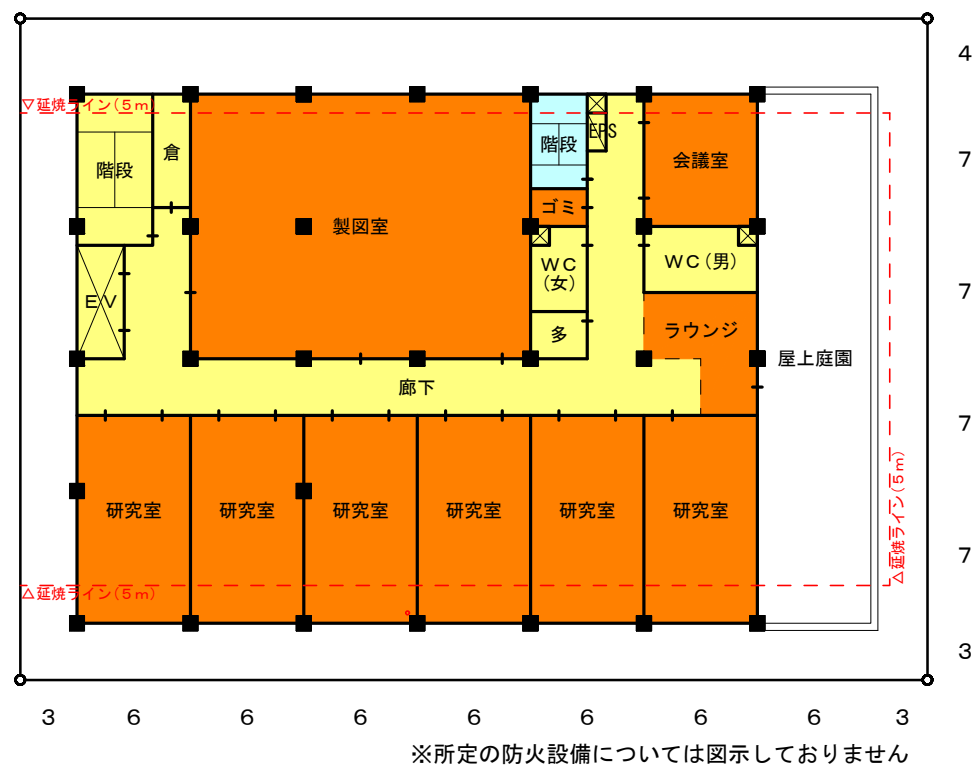 4
▽延焼ライン(5m)
階段
倉
階段
EPS
会議室
7
ゴミ
製図室
WC
(女)
WC(男)
EV
7
多
ラウンジ
屋上庭園
廊下
7
研究室
研究室
研究室
研究室
研究室
研究室
△延焼ライン(5m)
7
△延焼ライン(5m)
3
3
6
6
6
6
6
6
6
3
※所定の防火設備については図示しておりません